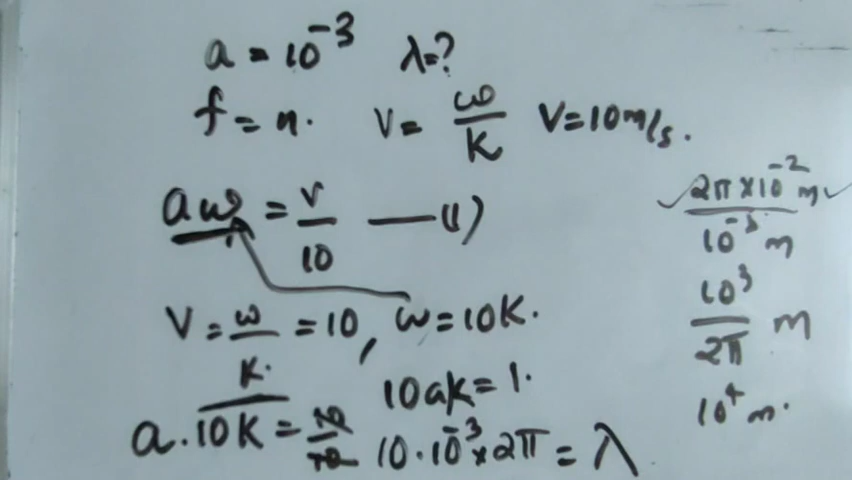 a = 10⁻³ λ=?
f = n. V = ω/K V=10m/s.
aω = V/10 —(1)
V = ω/K. = 10, ω=10K.
10ak=1.
a.10K = 10/10 10.10⁻³×2π = λ
2π×10⁻² m
10⁻³ m
10³/2π m
10⁴ m.